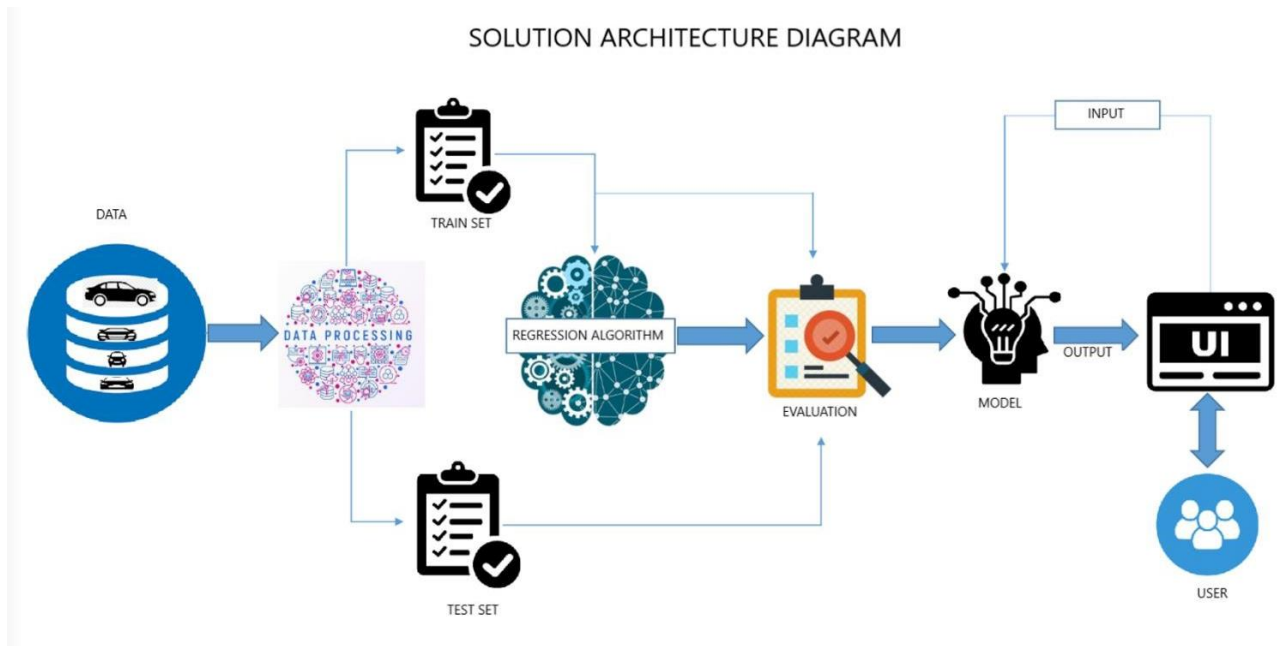 SOLUTION ARCHITECTURE DIAGRAM
INPUT
TRAIN SET
DATA
DATA PROCESSING
REGRESSION ALGORITHM
UI
OUTPUT
EVALUATION
MODEL
USER
TEST SET